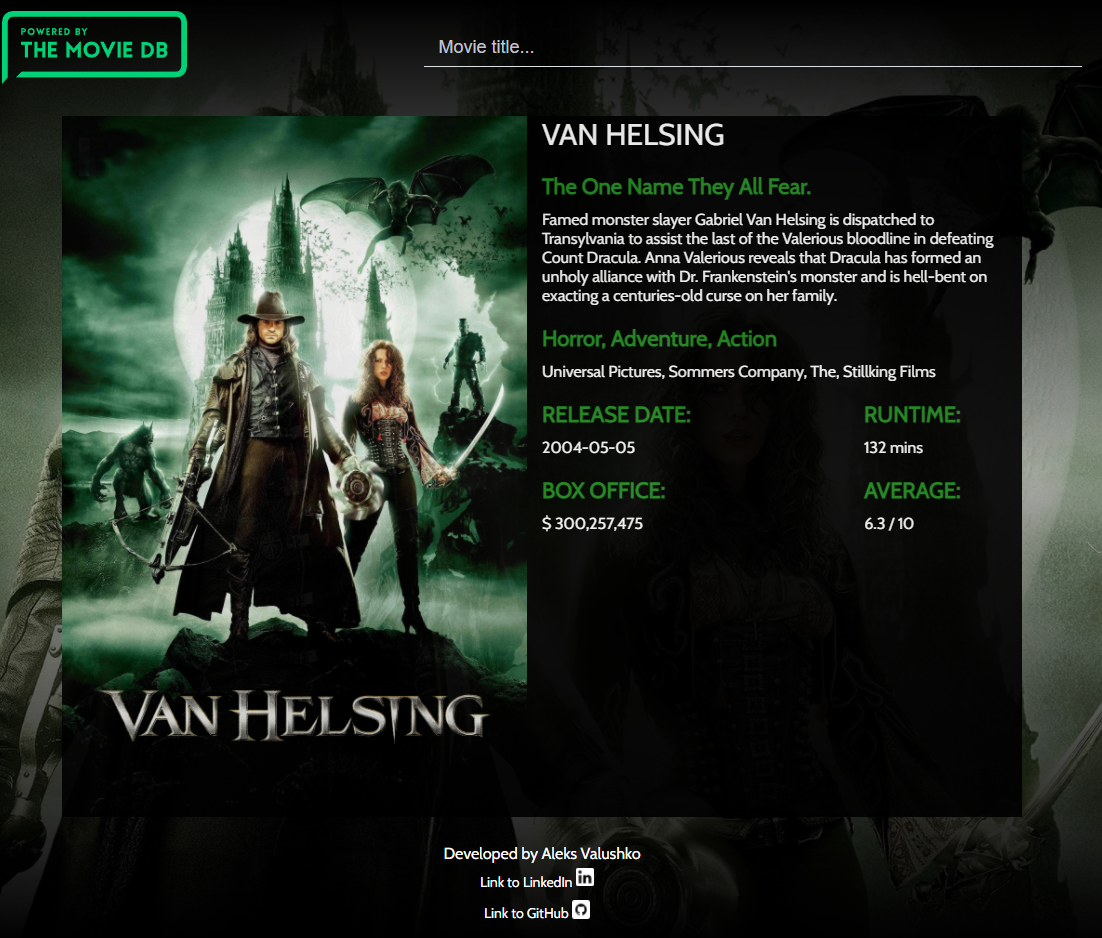 POWERED BY
THE MOVIE DB
Movie title...
VAN HELSING
The One Name They All Fear.
Famed monster slayer Gabriel Van Helsing is dispatched to
Transylvania to assist the last of the Valerious bloodline in defeating
Count Dracula. Anna Valerious reveals that Dracula has formed an
unholy alliance with Dr. Frankenstein's monster and is hell-bent on
exacting a centuries-old curse on her family.
Horror, Adventure, Action
Universal Pictures, Sommers Company, The, Stillking Films
RELEASE DATE:
RUNTIME:
2004-05-05
132 mins
BOX OFFICE:
AVERAGE:
$ 300,257,475
6.3 / 10
VAN HELSING
Developed by Aleks Valushko
Link to LinkedIn in
Link to GitHub